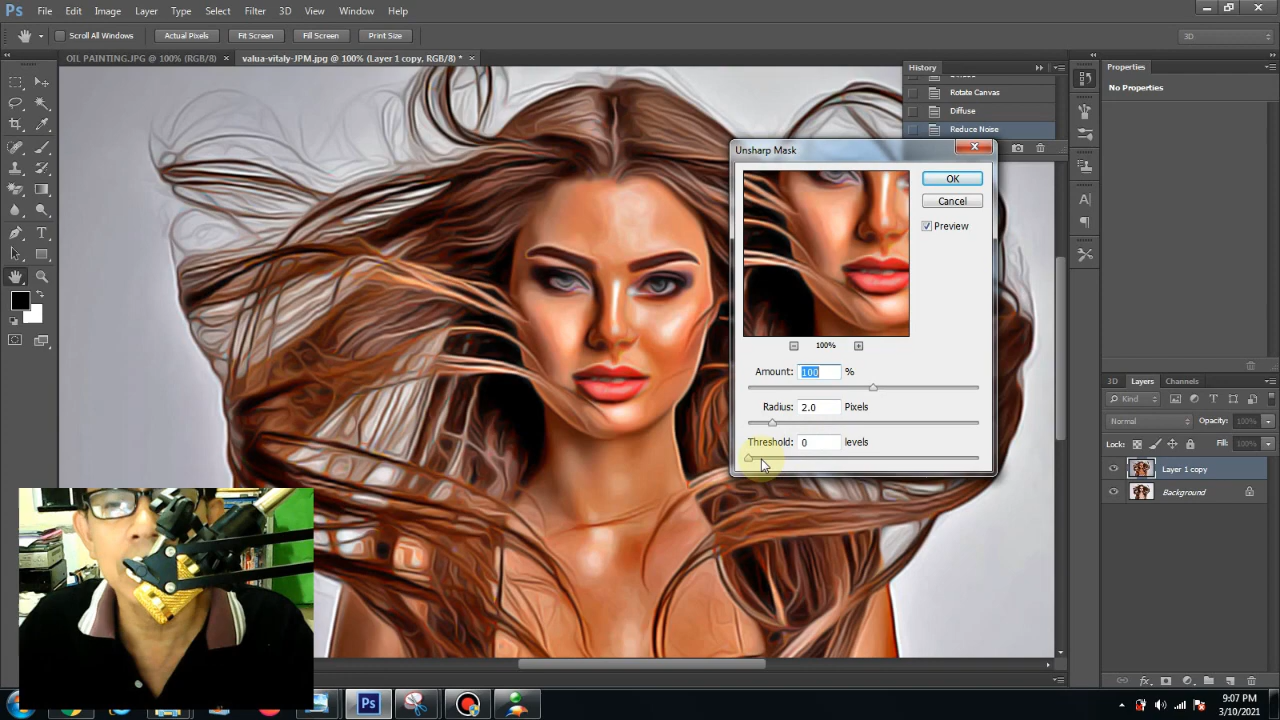 Ps File Edit Image Layer Type Select Filter 3D View Window Help
Scroll All Windows Actual Pixels Fit Screen Fill Screen Print Size 3D
OIL PAINTING.JPG @ 100% (RGB/8) × valua-vitaly-JPM.jpg @ 100% (Layer 1 copy, RGB/8) * ×
History
Rotate Canvas
Diffuse
Reduce Noise
Properties
No Properties
Unsharp Mask
OK
Cancel
Preview
100%
Amount: 100 %
Radius: 2.0 Pixels
Threshold: 0 levels
3D Layers Channels
Kind
Normal Opacity:
Lock: Fill:
Layer 1 copy
Background
Ps
9:07 PM
3/10/2021